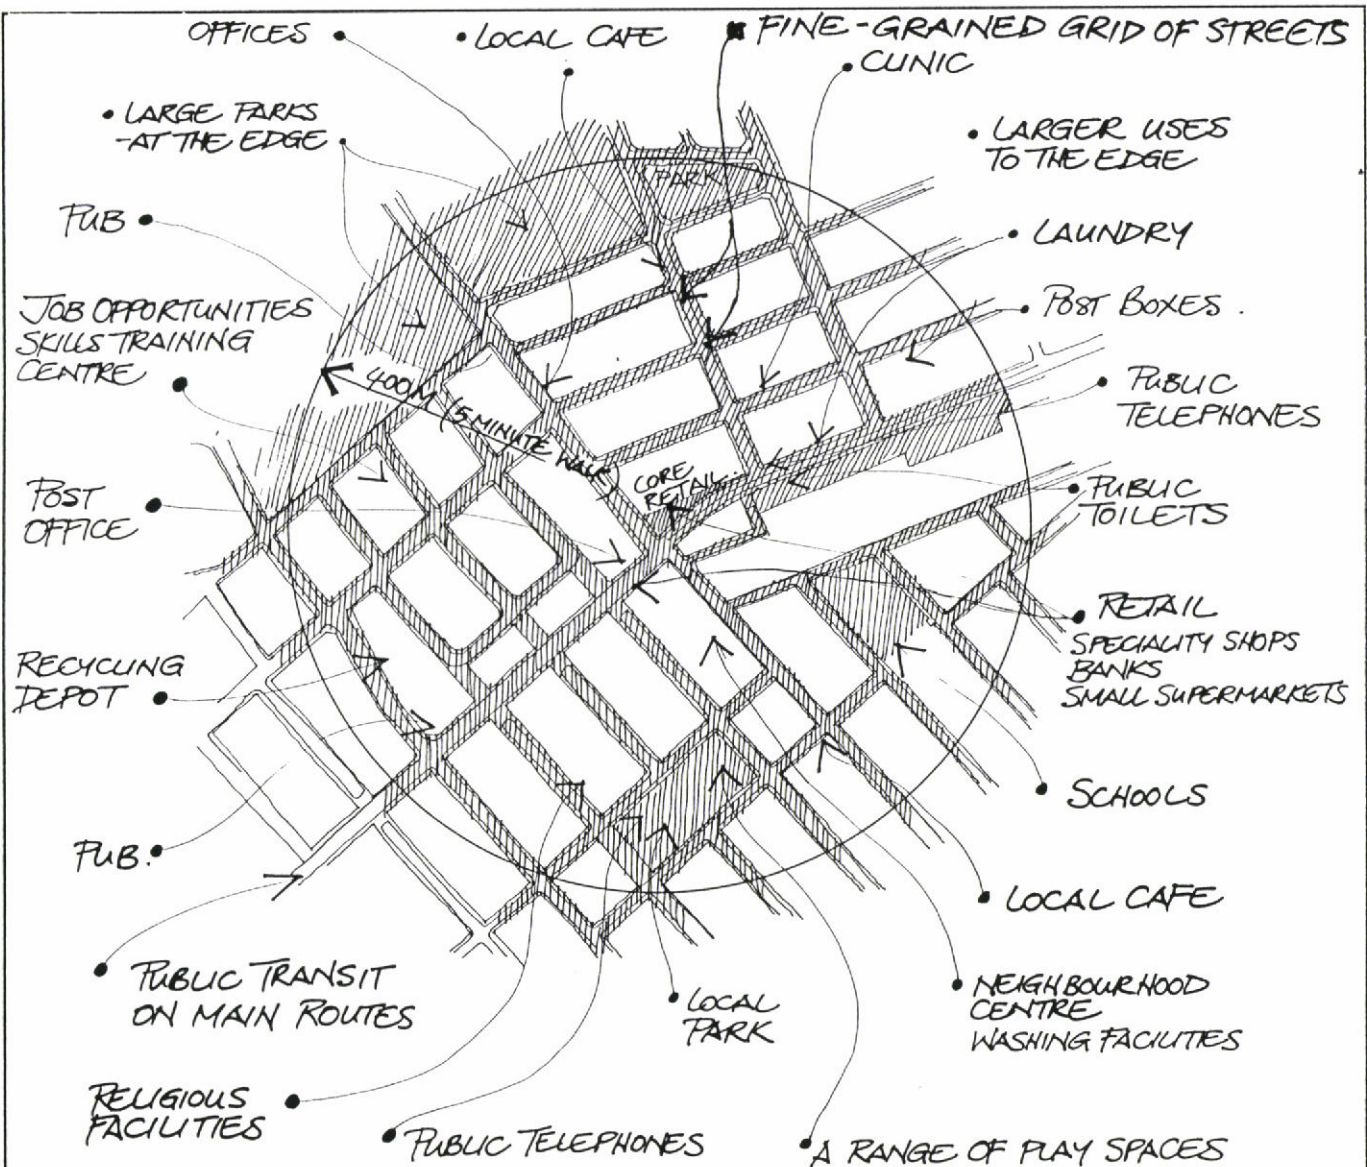 OFFICES
LOCAL CAFE
FINE-GRAINED GRID OF STREETS
CLINIC
LARGE PARKS
-AT THE EDGE
LARGER USES
TO THE EDGE
PARK
PUB
LAUNDRY
JOB OPPORTUNITIES
SKILLS TRAINING
CENTRE
POST BOXES.
400M (5 MINUTE WALK)
PUBLIC
TELEPHONES
CORE
RETAIL.
POST
OFFICE
PUBLIC
TOILETS
RETAIL
SPECIALITY SHOPS
BANKS
SMALL SUPERMARKETS
RECYCLING
DEPOT
SCHOOLS
PUB.
LOCAL CAFE
PUBLIC TRANSIT
ON MAIN ROUTES
LOCAL
PARK
NEIGHBOURHOOD
CENTRE
WASHING FACILITIES
RELIGIOUS
FACILITIES
PUBLIC TELEPHONES
A RANGE OF PLAY SPACES